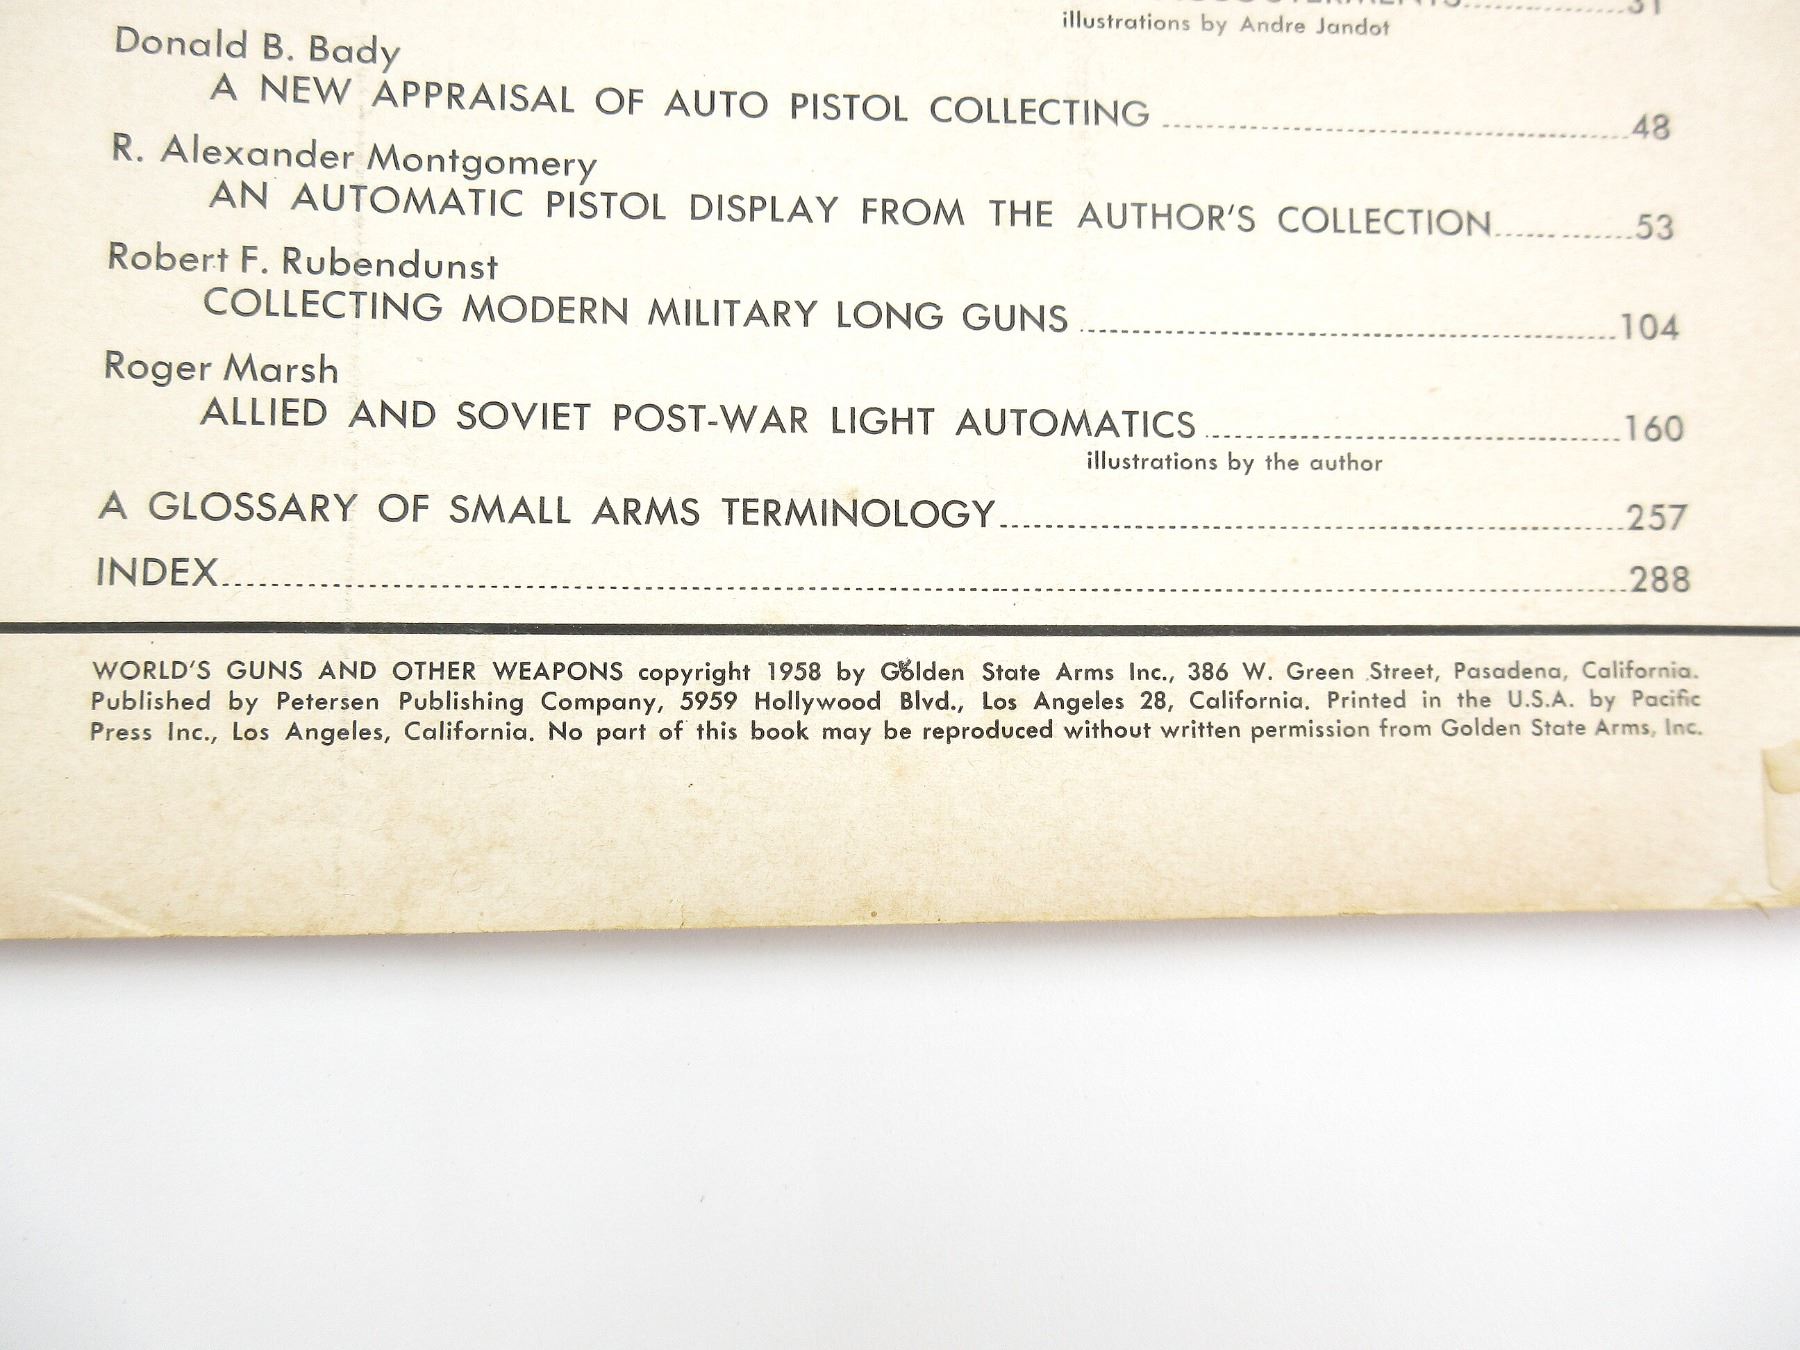 31
illustrations by Andre Jandot
Donald B. Bady
A NEW APPRAISAL OF AUTO PISTOL COLLECTING ........ 48
R. Alexander Montgomery
AN AUTOMATIC PISTOL DISPLAY FROM THE AUTHOR'S COLLECTION ........ 53
Robert F. Rubendunst
COLLECTING MODERN MILITARY LONG GUNS ........ 104
Roger Marsh
ALLIED AND SOVIET POST-WAR LIGHT AUTOMATICS ........ 160
illustrations by the author
A GLOSSARY OF SMALL ARMS TERMINOLOGY ........ 257
INDEX ........ 288
WORLD'S GUNS AND OTHER WEAPONS copyright 1958 by Golden State Arms Inc., 386 W. Green Street, Pasadena, California.
Published by Petersen Publishing Company, 5959 Hollywood Blvd., Los Angeles 28, California. Printed in the U.S.A. by Pacific
Press Inc., Los Angeles, California. No part of this book may be reproduced without written permission from Golden State Arms, Inc.